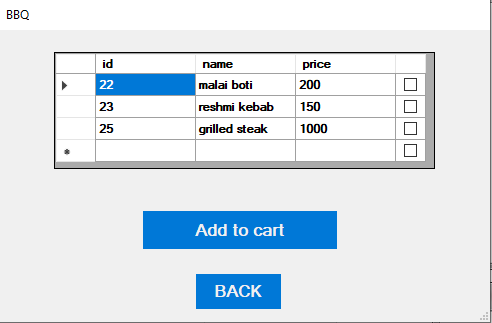 BBQ
id name price
22 malai boti 200
23 reshmi kebab 150
25 grilled steak 1000
*
Add to cart
BACK